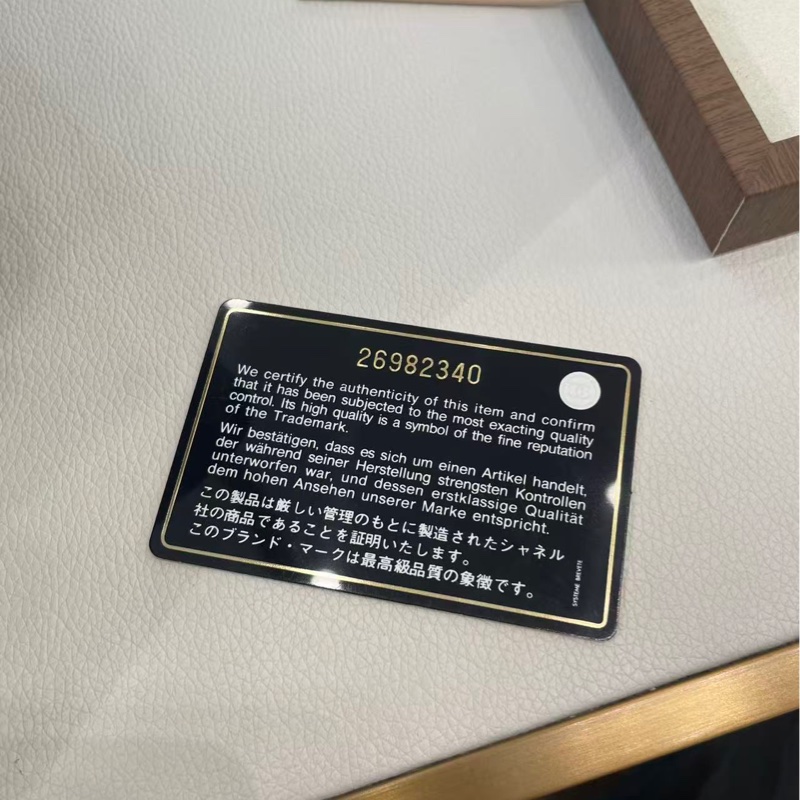 26982340
We certify the authenticity of this item and confirm
that it has been subjected to the most exacting quality
control. Its high quality is a symbol of the fine reputation
of the Trademark.
Wir bestätigen, dass es sich um einen Artikel handelt,
der während seiner Herstellung strengsten Kontrollen
unterworfen war, und dessen erstklassige Qualität
dem hohen Ansehen unserer Marke entspricht.
この製品は厳しい管理のもとに製造されたシャネル
社の商品であることを証明いたします。
このブランド・マークは最高級品質の象徴です。
SYSTEME BREVETE